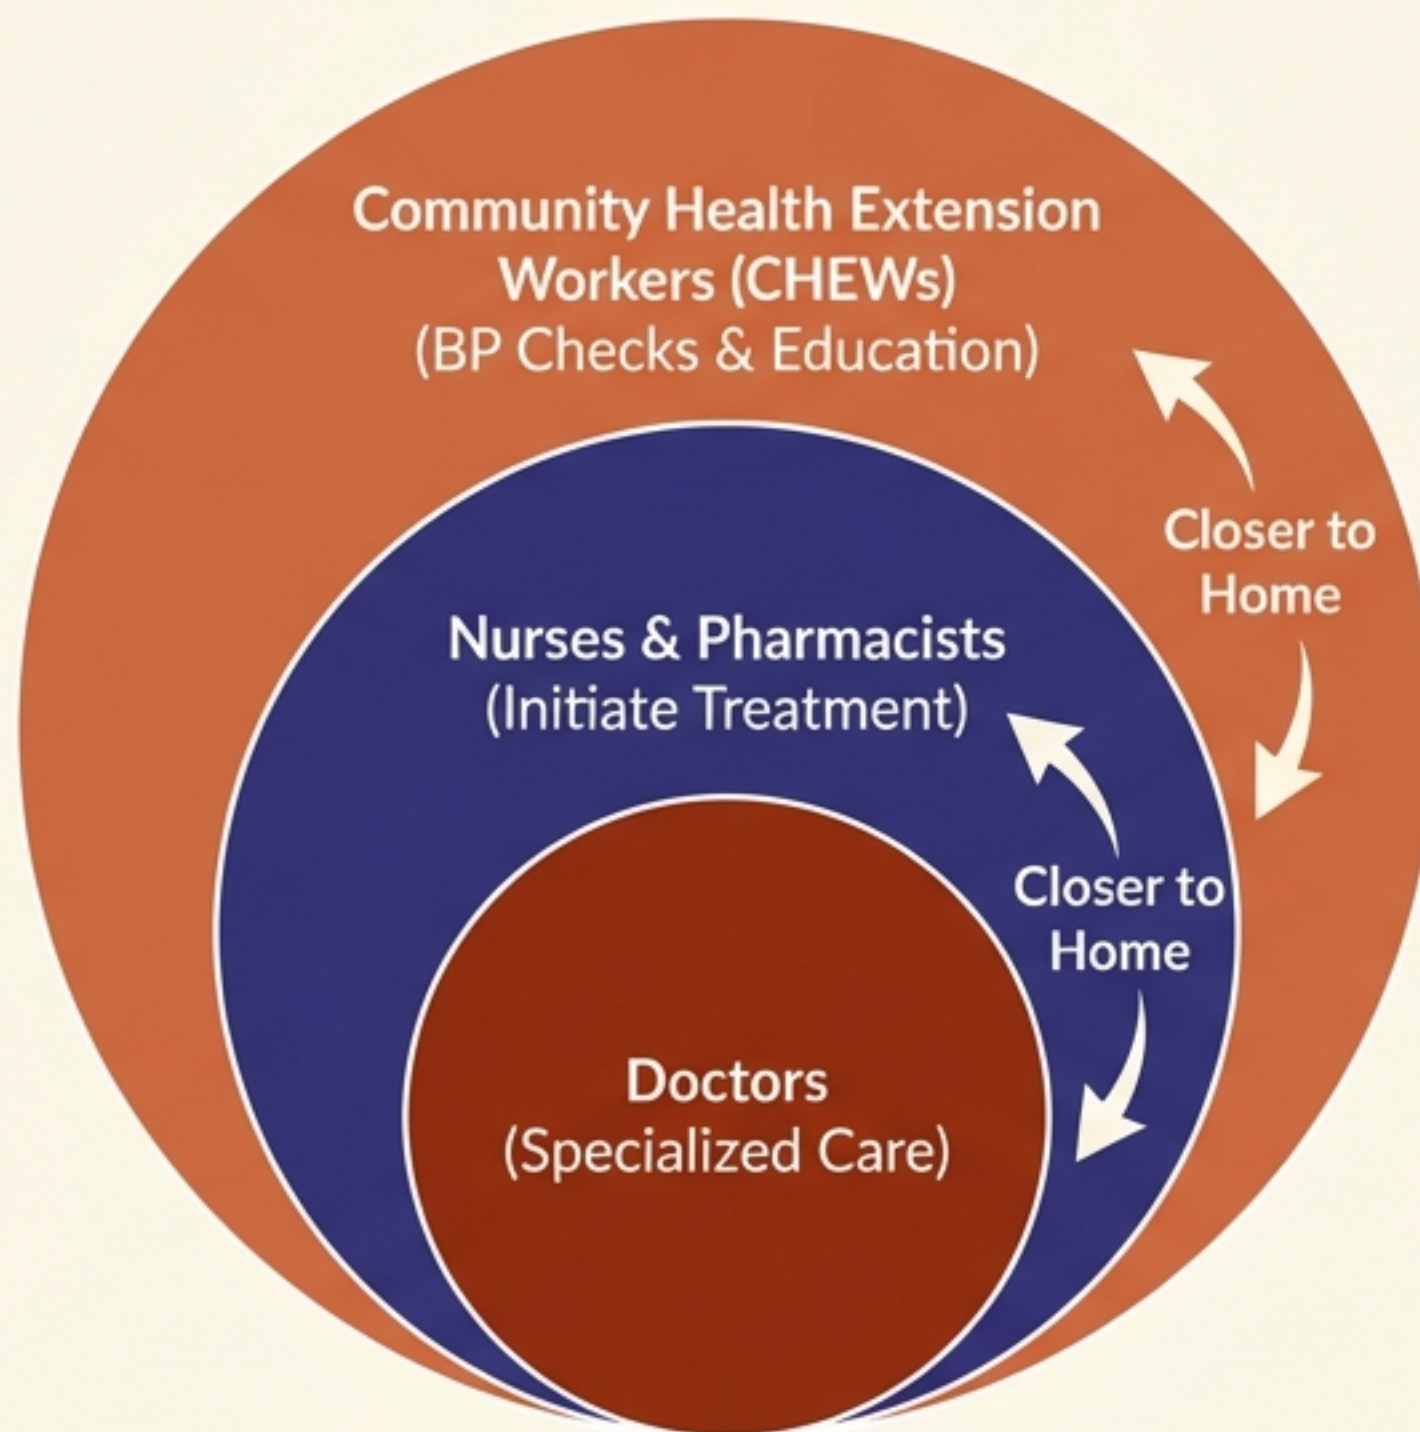 Community Health Extension
Workers (CHEWs)
(BP Checks & Education)
Closer to
Home
Nurses & Pharmacists
(Initiate Treatment)
Closer to
Home
Doctors
(Specialized Care)